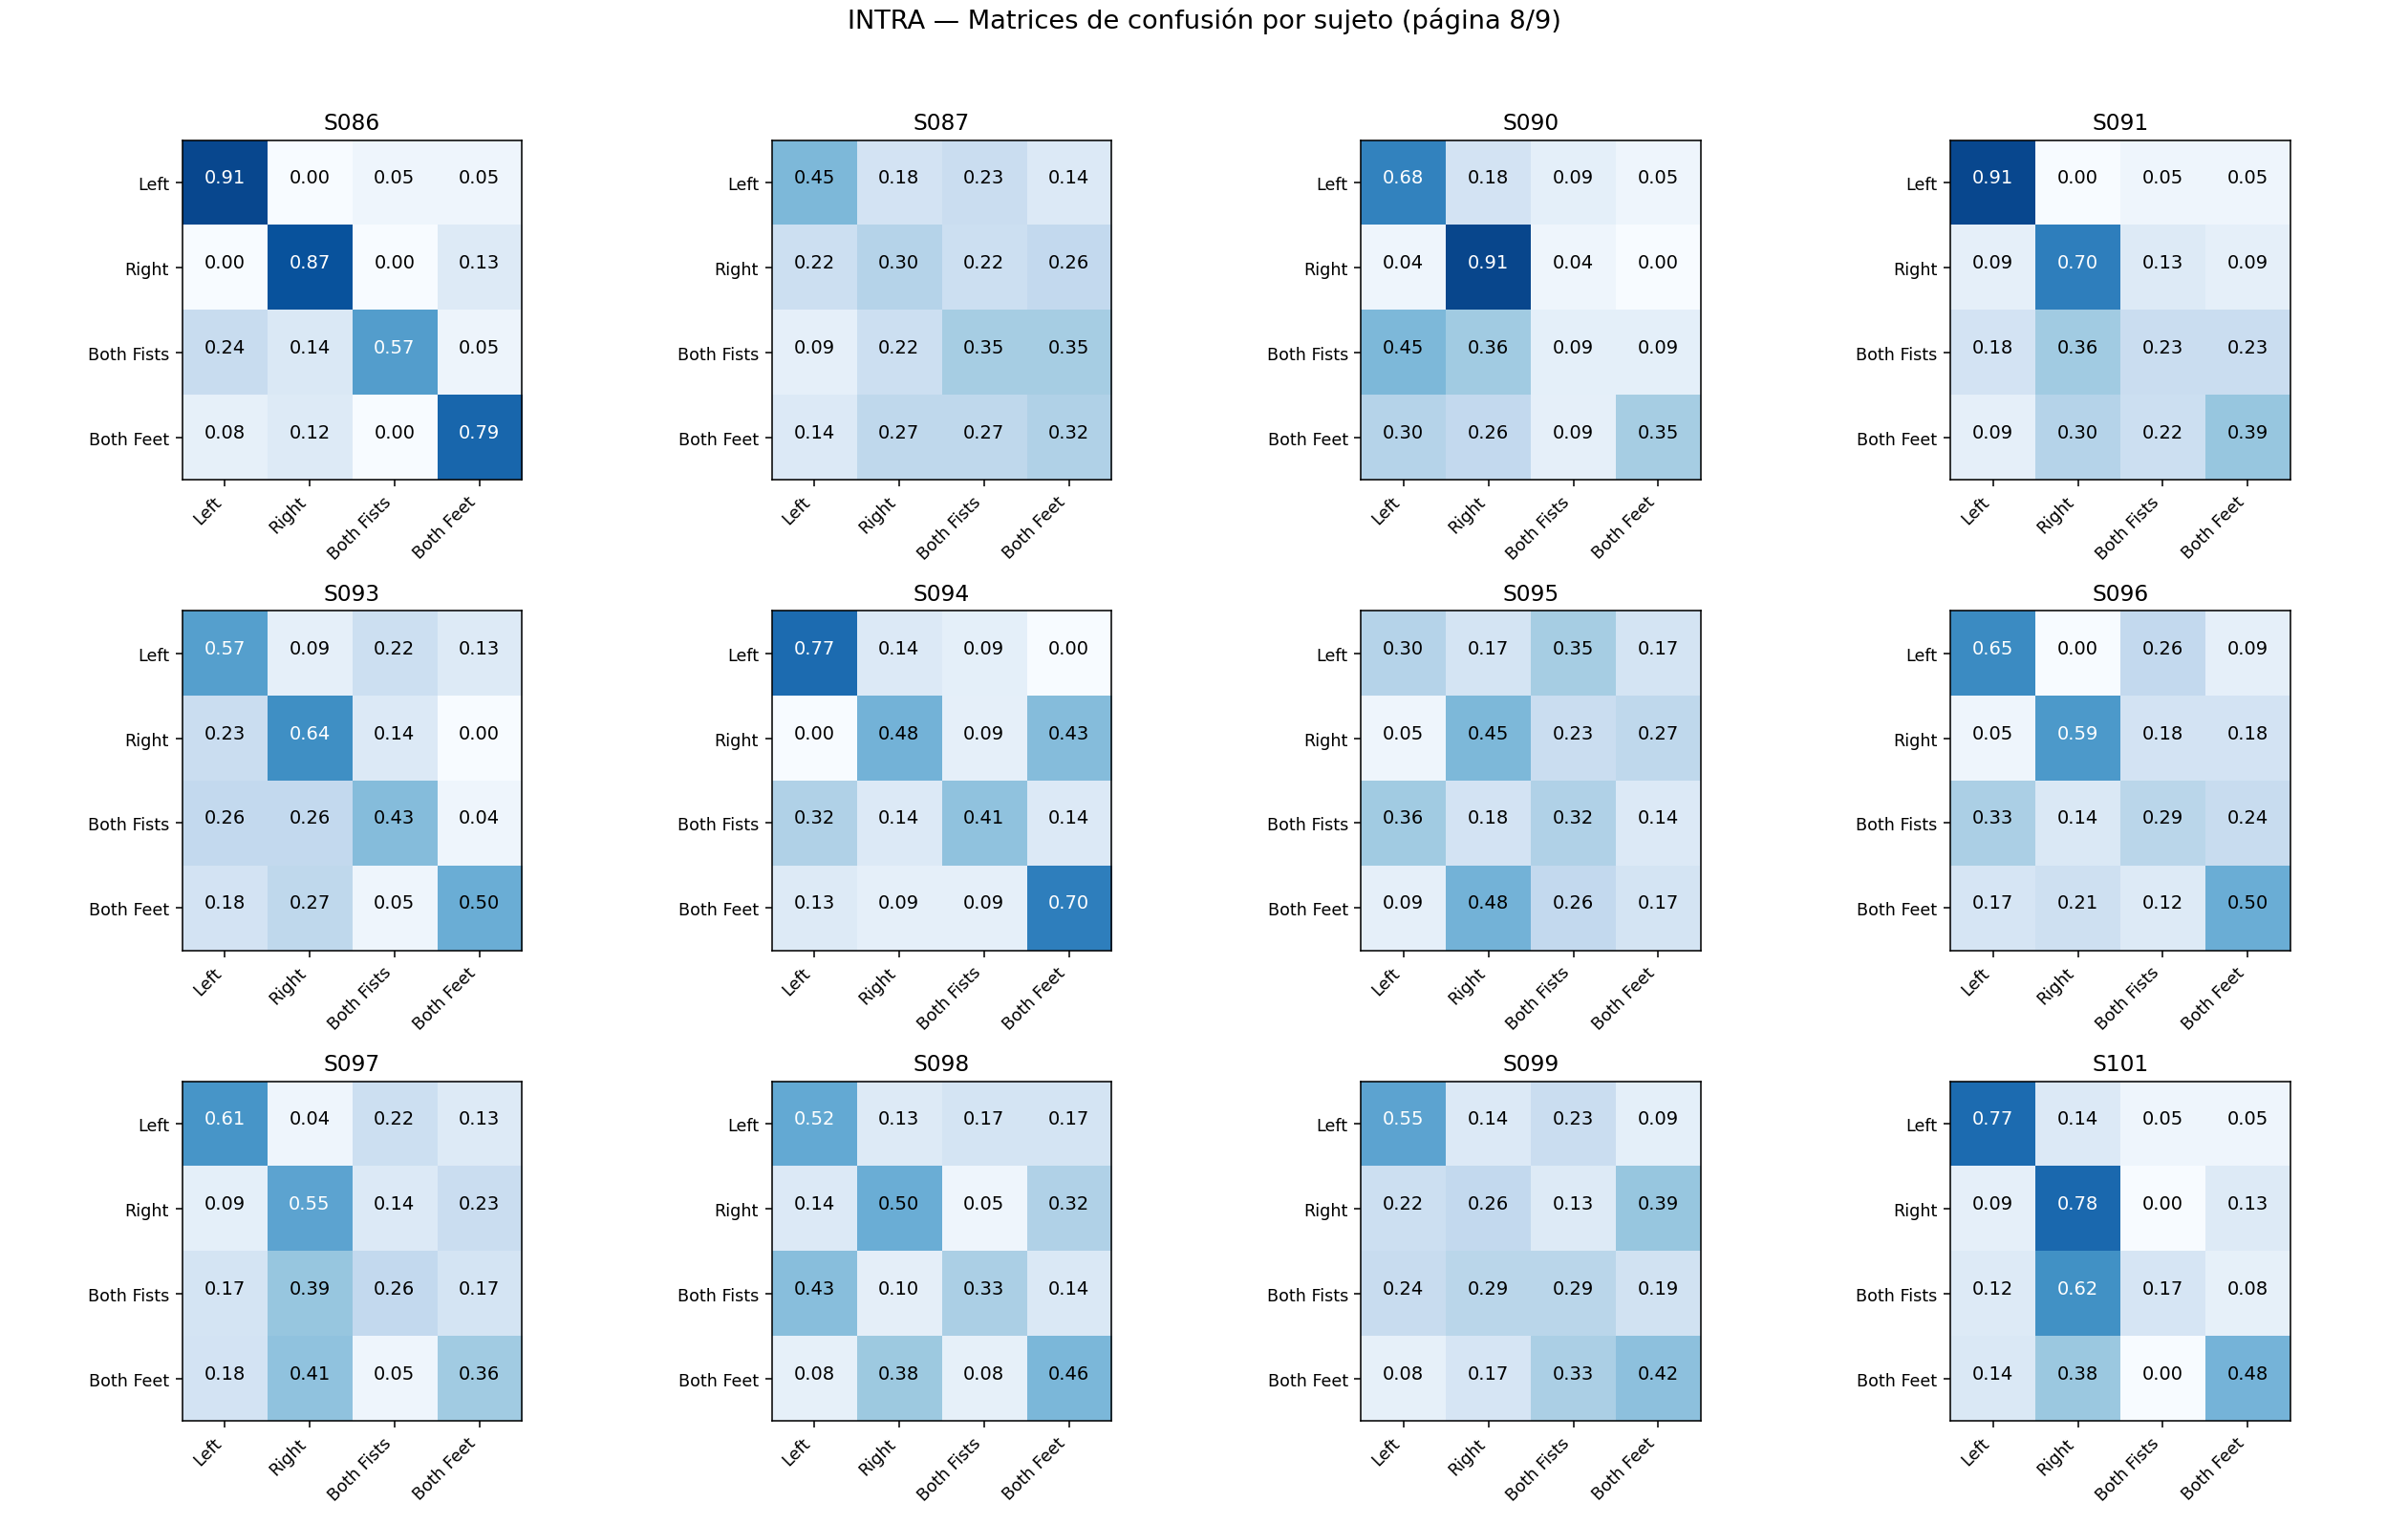 INTRA — Matrices de confusión por sujeto (página 8/9)
S086 S087 S090 S091
Left 0.91 0.00 0.05 0.05 Left 0.45 0.18 0.23 0.14 Left 0.68 0.18 0.09 0.05 Left 0.91 0.00 0.05 0.05
Right 0.00 0.87 0.00 0.13 Right 0.22 0.30 0.22 0.26 Right 0.04 0.91 0.04 0.00 Right 0.09 0.70 0.13 0.09
Both Fists 0.24 0.14 0.57 0.05 Both Fists 0.09 0.22 0.35 0.35 Both Fists 0.45 0.36 0.09 0.09 Both Fists 0.18 0.36 0.23 0.23
Both Feet 0.08 0.12 0.00 0.79 Both Feet 0.14 0.27 0.27 0.32 Both Feet 0.30 0.26 0.09 0.35 Both Feet 0.09 0.30 0.22 0.39
Left Right Both Fists Both Feet Left Right Both Fists Both Feet Left Right Both Fists Both Feet Left Right Both Fists Both Feet
S093 S094 S095 S096
Left 0.57 0.09 0.22 0.13 Left 0.77 0.14 0.09 0.00 Left 0.30 0.17 0.35 0.17 Left 0.65 0.00 0.26 0.09
Right 0.23 0.64 0.14 0.00 Right 0.00 0.48 0.09 0.43 Right 0.05 0.45 0.23 0.27 Right 0.05 0.59 0.18 0.18
Both Fists 0.26 0.26 0.43 0.04 Both Fists 0.32 0.14 0.41 0.14 Both Fists 0.36 0.18 0.32 0.14 Both Fists 0.33 0.14 0.29 0.24
Both Feet 0.18 0.27 0.05 0.50 Both Feet 0.13 0.09 0.09 0.70 Both Feet 0.09 0.48 0.26 0.17 Both Feet 0.17 0.21 0.12 0.50
Left Right Both Fists Both Feet Left Right Both Fists Both Feet Left Right Both Fists Both Feet Left Right Both Fists Both Feet
S097 S098 S099 S101
Left 0.61 0.04 0.22 0.13 Left 0.52 0.13 0.17 0.17 Left 0.55 0.14 0.23 0.09 Left 0.77 0.14 0.05 0.05
Right 0.09 0.55 0.14 0.23 Right 0.14 0.50 0.05 0.32 Right 0.22 0.26 0.13 0.39 Right 0.09 0.78 0.00 0.13
Both Fists 0.17 0.39 0.26 0.17 Both Fists 0.43 0.10 0.33 0.14 Both Fists 0.24 0.29 0.29 0.19 Both Fists 0.12 0.62 0.17 0.08
Both Feet 0.18 0.41 0.05 0.36 Both Feet 0.08 0.38 0.08 0.46 Both Feet 0.08 0.17 0.33 0.42 Both Feet 0.14 0.38 0.00 0.48
Left Right Both Fists Both Feet Left Right Both Fists Both Feet Left Right Both Fists Both Feet Left Right Both Fists Both Feet